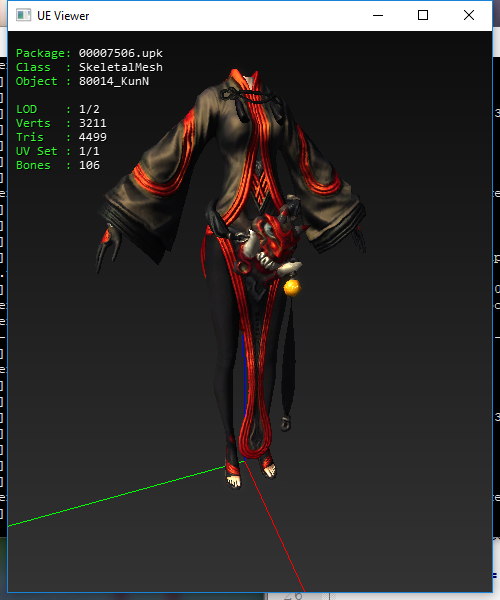 UE Viewer
Package: 00007506.upk
Class : SkeletalMesh
Object : 80014_KunN
LOD : 1/2
Verts : 3211
Tris : 4499
UV Set : 1/1
Bones : 106